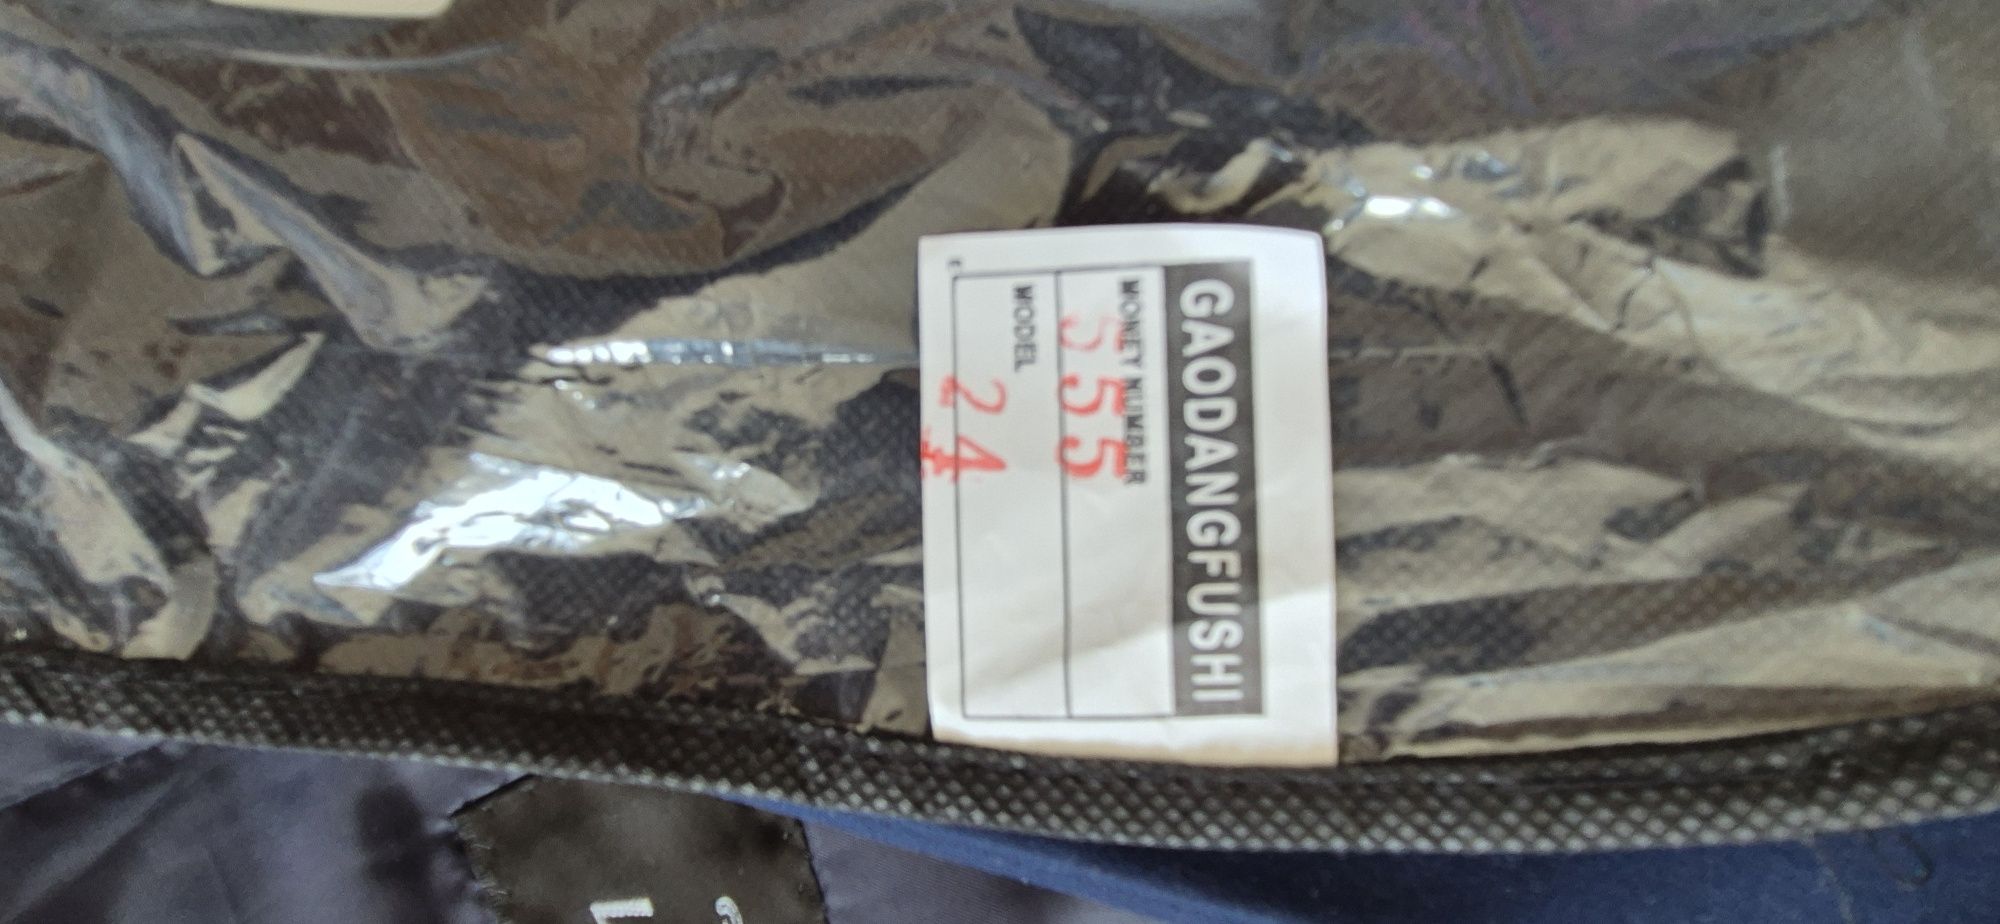 GAODANGFUSHI
MONEY NUMBER
555
MODEL
24